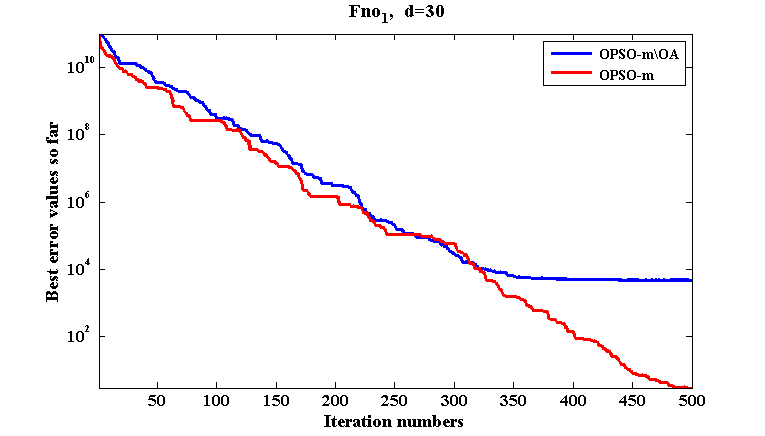 Fno1, d=30
OPSO-m\OA
OPSO-m
Best error values so far
10^10
10^8
10^6
10^4
10^2
50 100 150 200 250 300 350 400 450 500
Iteration numbers